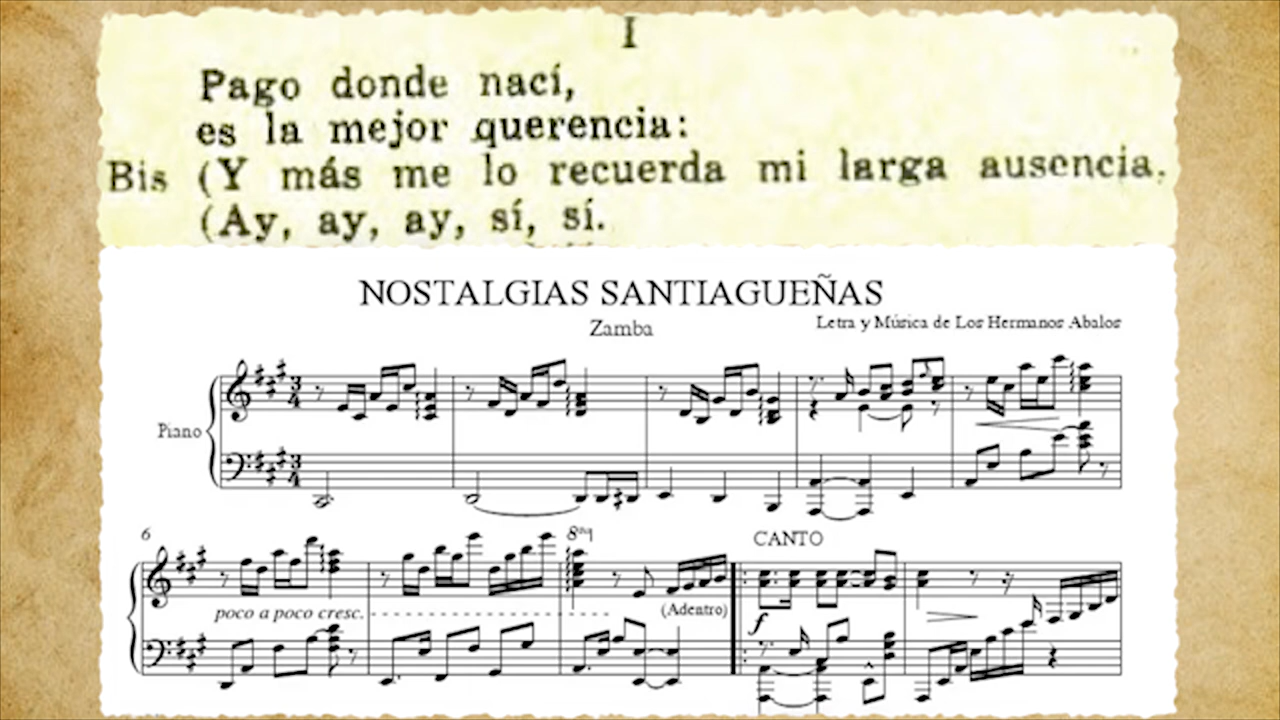 I
Pago donde nací,
es la mejor querencia:
Bis (Y más me lo recuerda mi larga ausencia.
(Ay, ay, ay, sí, sí.
NOSTALGIAS SANTIAGUEÑAS
Zamba
Letra y Música de Los Hermanos Abalos
Piano
6
8va
CANTO
poco a poco cresc.
(Adentro)
f